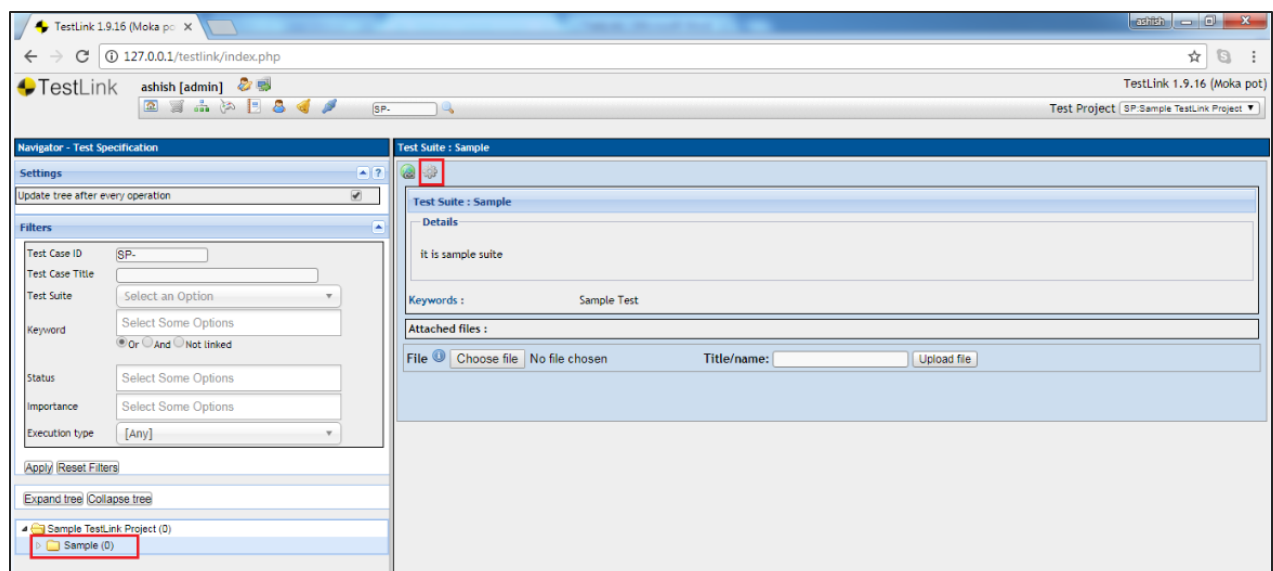 TestLink 1.9.16 (Moka po
ashish
127.0.0.1/testlink/index.php
TestLink
ashish [admin]
TestLink 1.9.16 (Moka pot)
SP-
Test Project
SP:Sample TestLink Project
Navigator - Test Specification
Settings
?
Update tree after every operation
Filters
Test Case ID
SP-
Test Case Title
Test Suite
Select an Option
Keyword
Select Some Options
Or And Not linked
Status
Select Some Options
Importance
Select Some Options
Execution type
[Any]
Apply Reset Filters
Expand tree Collapse tree
Sample TestLink Project (0)
Sample (0)
Test Suite : Sample
Test Suite : Sample
Details
it is sample suite
Keywords :
Sample Test
Attached files :
File Choose file No file chosen Title/name: Upload file